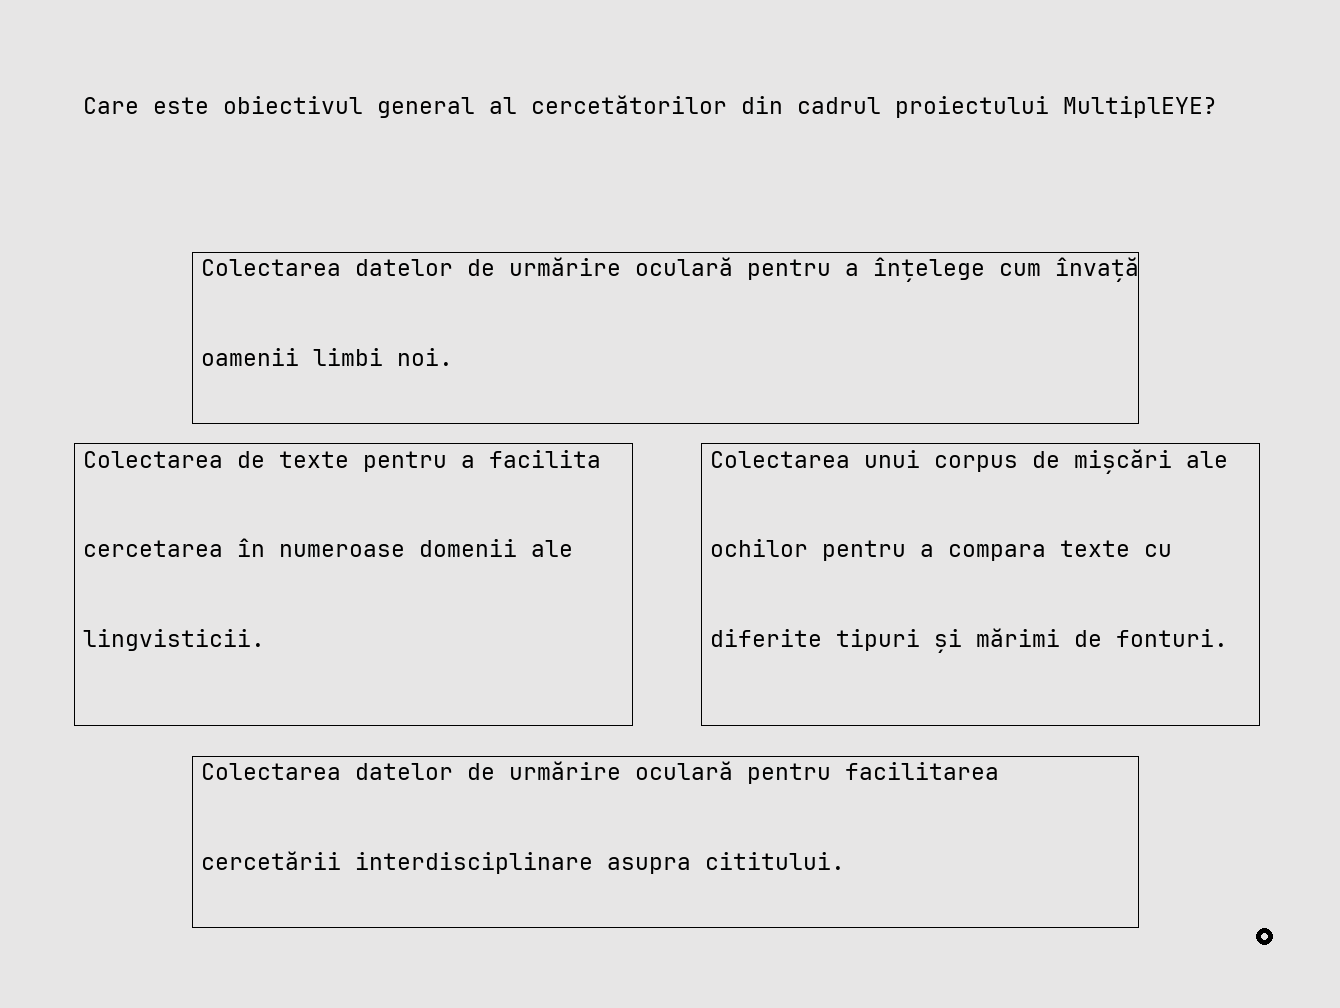 Care este obiectivul general al cercetătorilor din cadrul proiectului MultiplEYE?
Colectarea datelor de urmărire oculară pentru a înțelege cum învață
oamenii limbi noi.
Colectarea de texte pentru a facilita
cercetarea în numeroase domenii ale
lingvisticii.
Colectarea unui corpus de mișcări ale
ochilor pentru a compara texte cu
diferite tipuri și mărimi de fonturi.
Colectarea datelor de urmărire oculară pentru facilitarea
cercetării interdisciplinare asupra cititului.